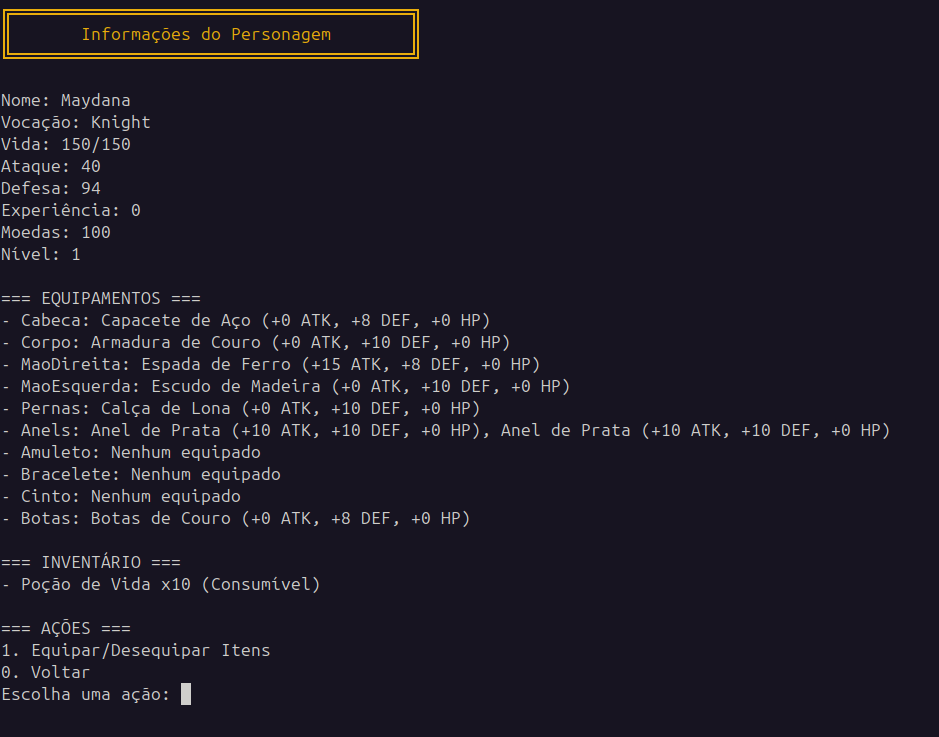 Informações do Personagem
Nome: Maydana
Vocação: Knight
Vida: 150/150
Ataque: 40
Defesa: 94
Experiência: 0
Moedas: 100
Nível: 1
=== EQUIPAMENTOS ===
- Cabeca: Capacete de Aço (+0 ATK, +8 DEF, +0 HP)
- Corpo: Armadura de Couro (+0 ATK, +10 DEF, +0 HP)
- MaoDireita: Espada de Ferro (+15 ATK, +8 DEF, +0 HP)
- MaoEsquerda: Escudo de Madeira (+0 ATK, +10 DEF, +0 HP)
- Pernas: Calça de Lona (+0 ATK, +10 DEF, +0 HP)
- Anels: Anel de Prata (+10 ATK, +10 DEF, +0 HP), Anel de Prata (+10 ATK, +10 DEF, +0 HP)
- Amuleto: Nenhum equipado
- Bracelete: Nenhum equipado
- Cinto: Nenhum equipado
- Botas: Botas de Couro (+0 ATK, +8 DEF, +0 HP)
=== INVENTÁRIO ===
- Poção de Vida x10 (Consumível)
=== AÇÕES ===
1. Equipar/Desequipar Itens
0. Voltar
Escolha uma ação: